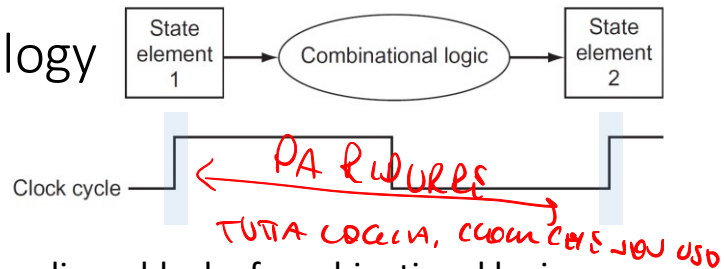 State
element
1
Combinational logic
State
element
2
logy
Clock cycle
DA RIDURRE
TUTTA LOGICA, CLOCK CHE NON USO